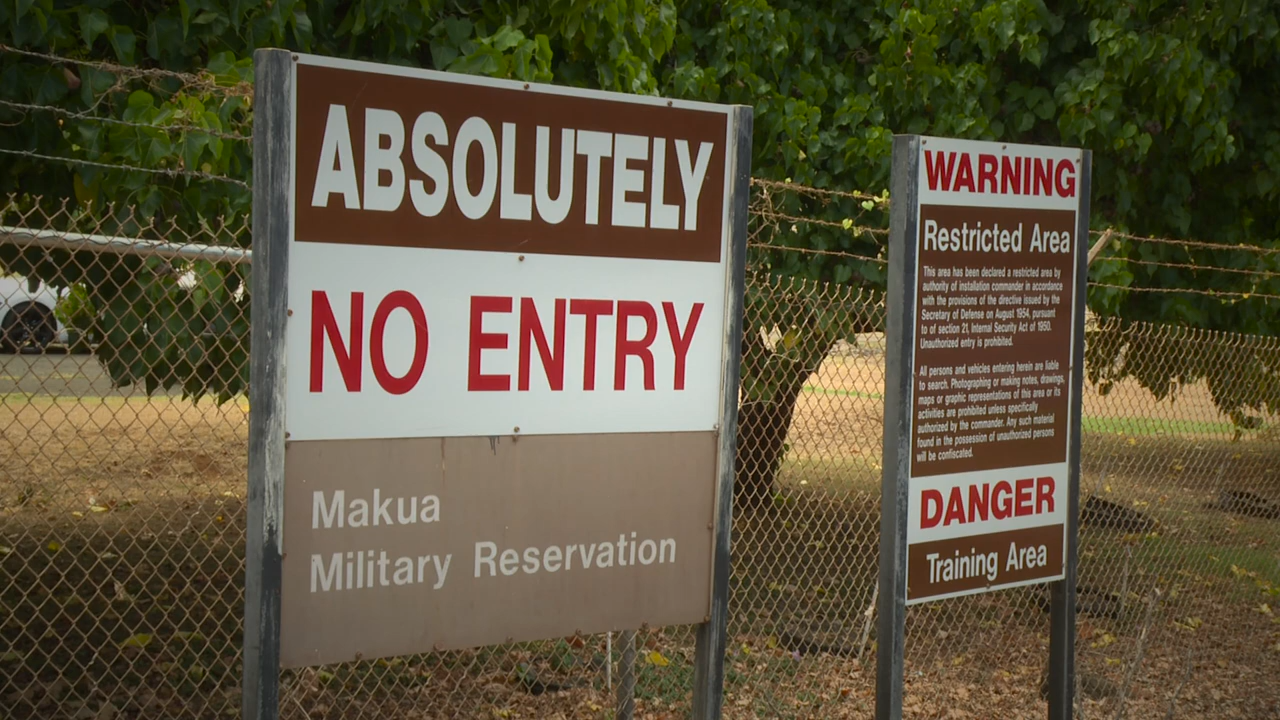 ABSOLUTELY
NO ENTRY
Makua
Military Reservation
WARNING
Restricted Area
This area has been declared a restricted area by
authority of installation commander in accordance
with the provisions of the directive issued by the
Secretary of Defense on August 1954, pursuant
to of section 21, Internal Security Act of 1950.
Unauthorized entry is prohibited.
All persons and vehicles entering herein are liable
to search. Photographing or making notes, drawings,
maps or graphic representations of this area or its
activities are prohibited unless specifically
authorized by the commander. Any such material
found in the possession of unauthorized persons
will be confiscated.
DANGER
Training Area